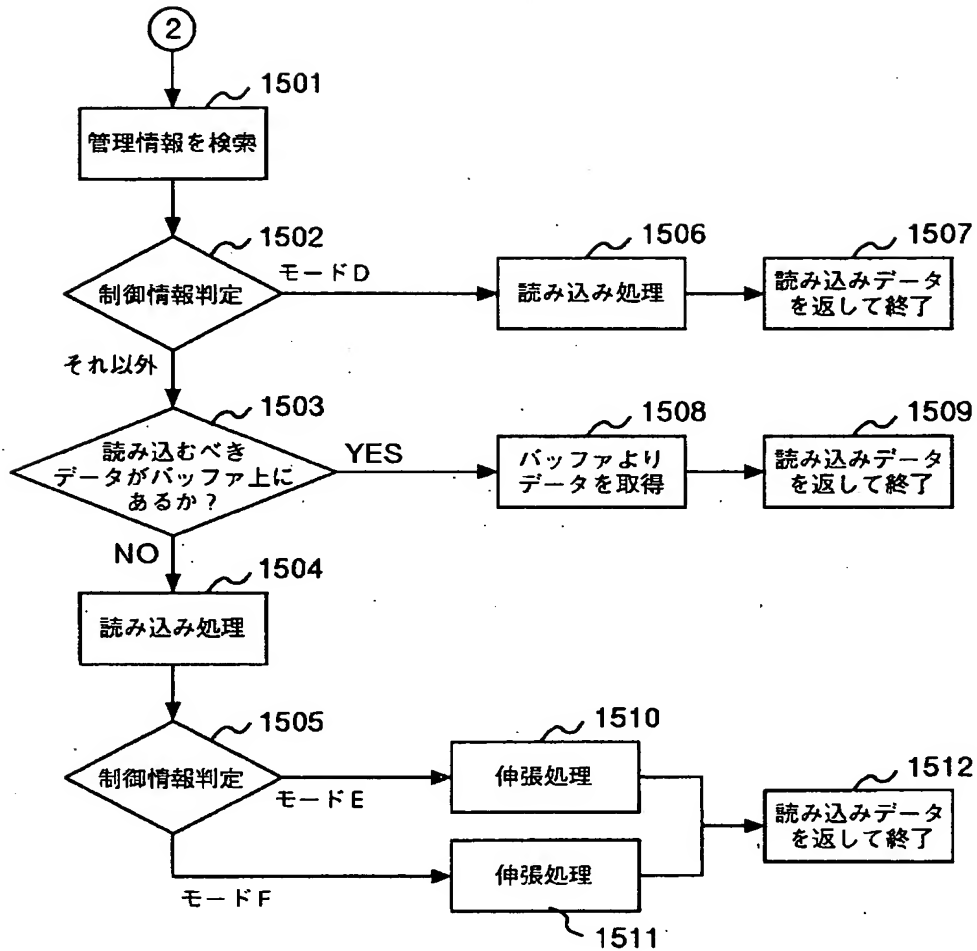 2
1501
管理情報を検索
1502
制御情報判定
モードD
1506
読み込み処理
1507
読み込みデータ
を返して終了
それ以外
1503
読み込むべき
データがバッファ上に
あるか？
YES
1508
バッファより
データを取得
1509
読み込みデータ
を返して終了
NO
1504
読み込み処理
1505
制御情報判定
モードE
1510
伸張処理
1512
読み込みデータ
を返して終了
モードF
伸張処理
1511